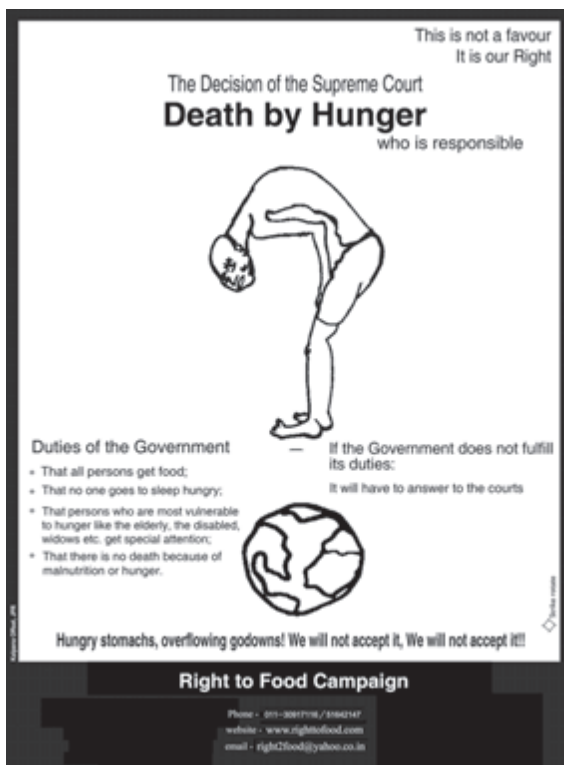 This is not a favour
It is our Right
The Decision of the Supreme Court
Death by Hunger
who is responsible
Duties of the Government
That all persons get food;
That no one goes to sleep hungry;
That persons who are most vulnerable
to hunger like the elderly, the disabled,
widows etc. get special attention;
That there is no death because of
malnutrition or hunger.
If the Government does not fulfill
its duties:
It will have to answer to the courts
Hungry stomachs, overflowing godowns! We will not accept it, We will not accept it!!
Right to Food Campaign
Phone - 011-30917116 / 51642147
website - www.righttofood.com
email - right2food@yahoo.co.in